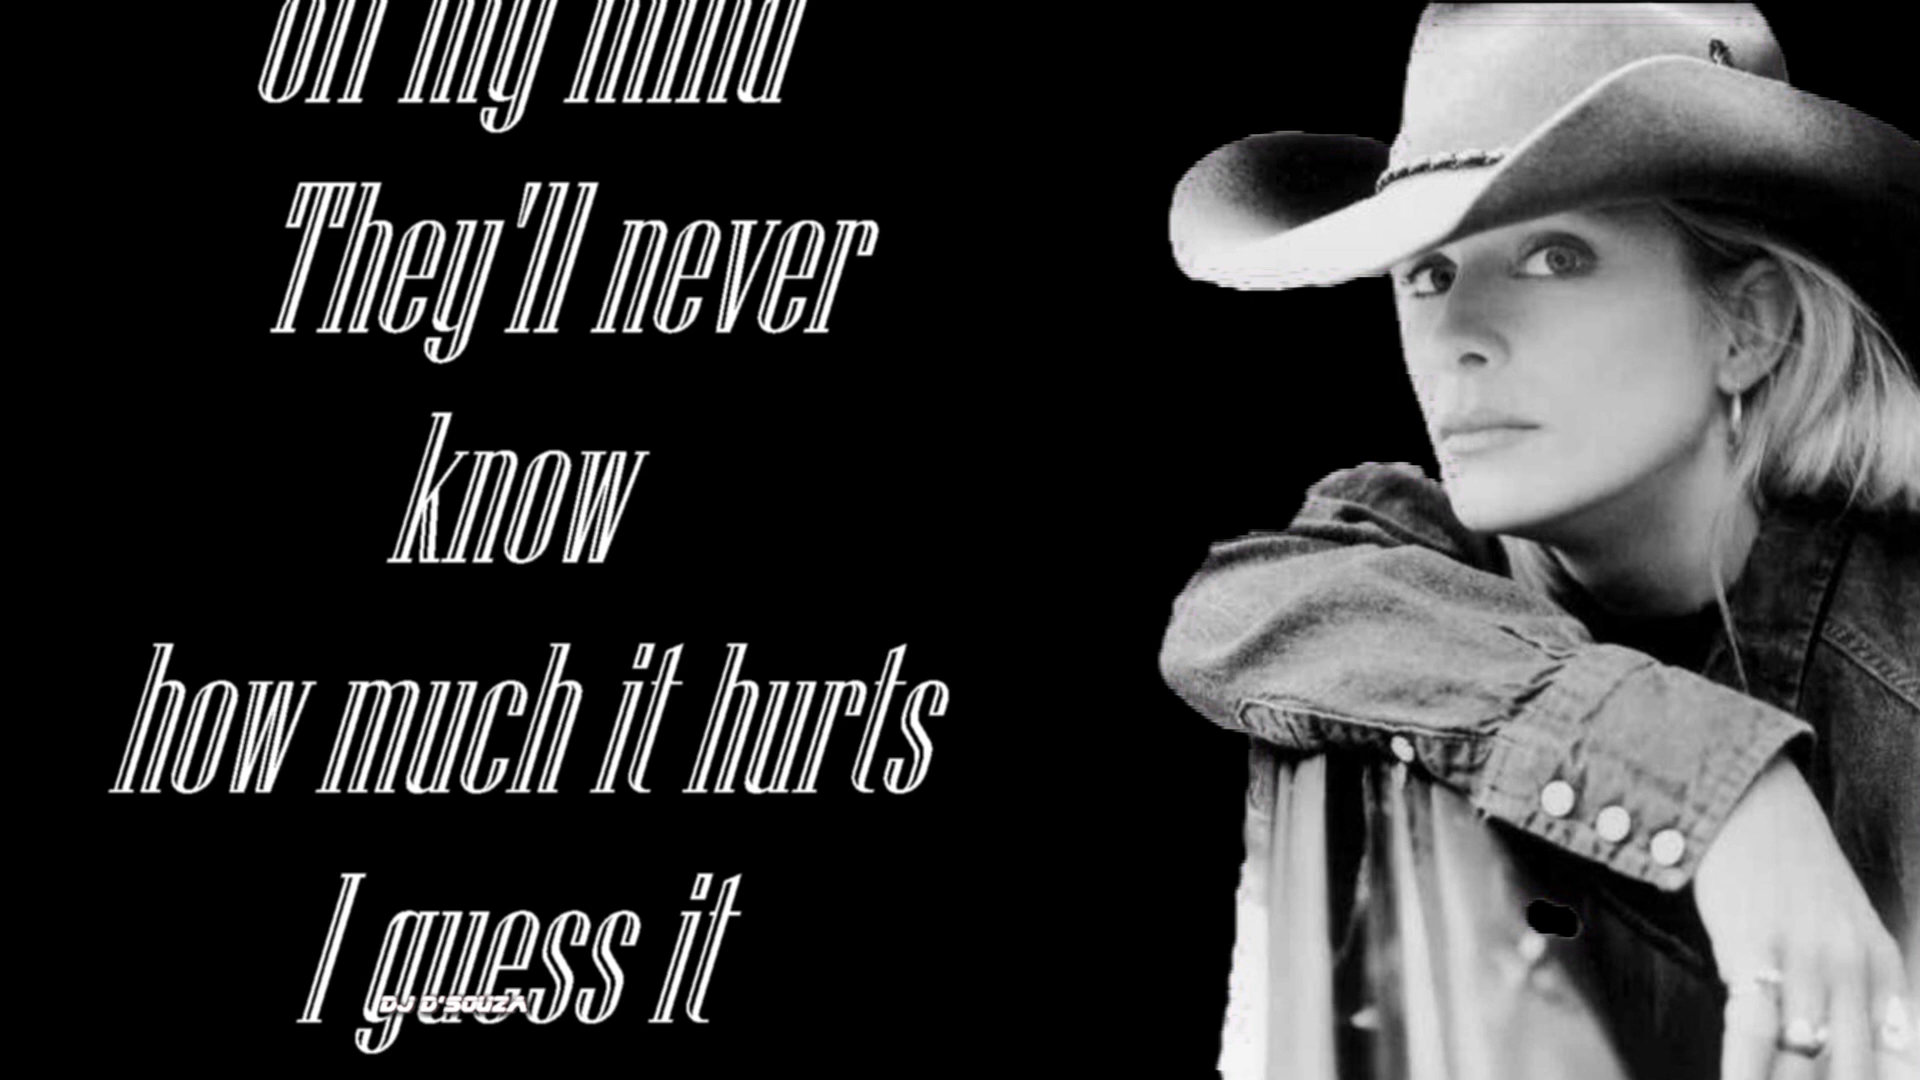 on my mind
They'll never
know
how much it hurts
I guess it
DJ D'SOUZA